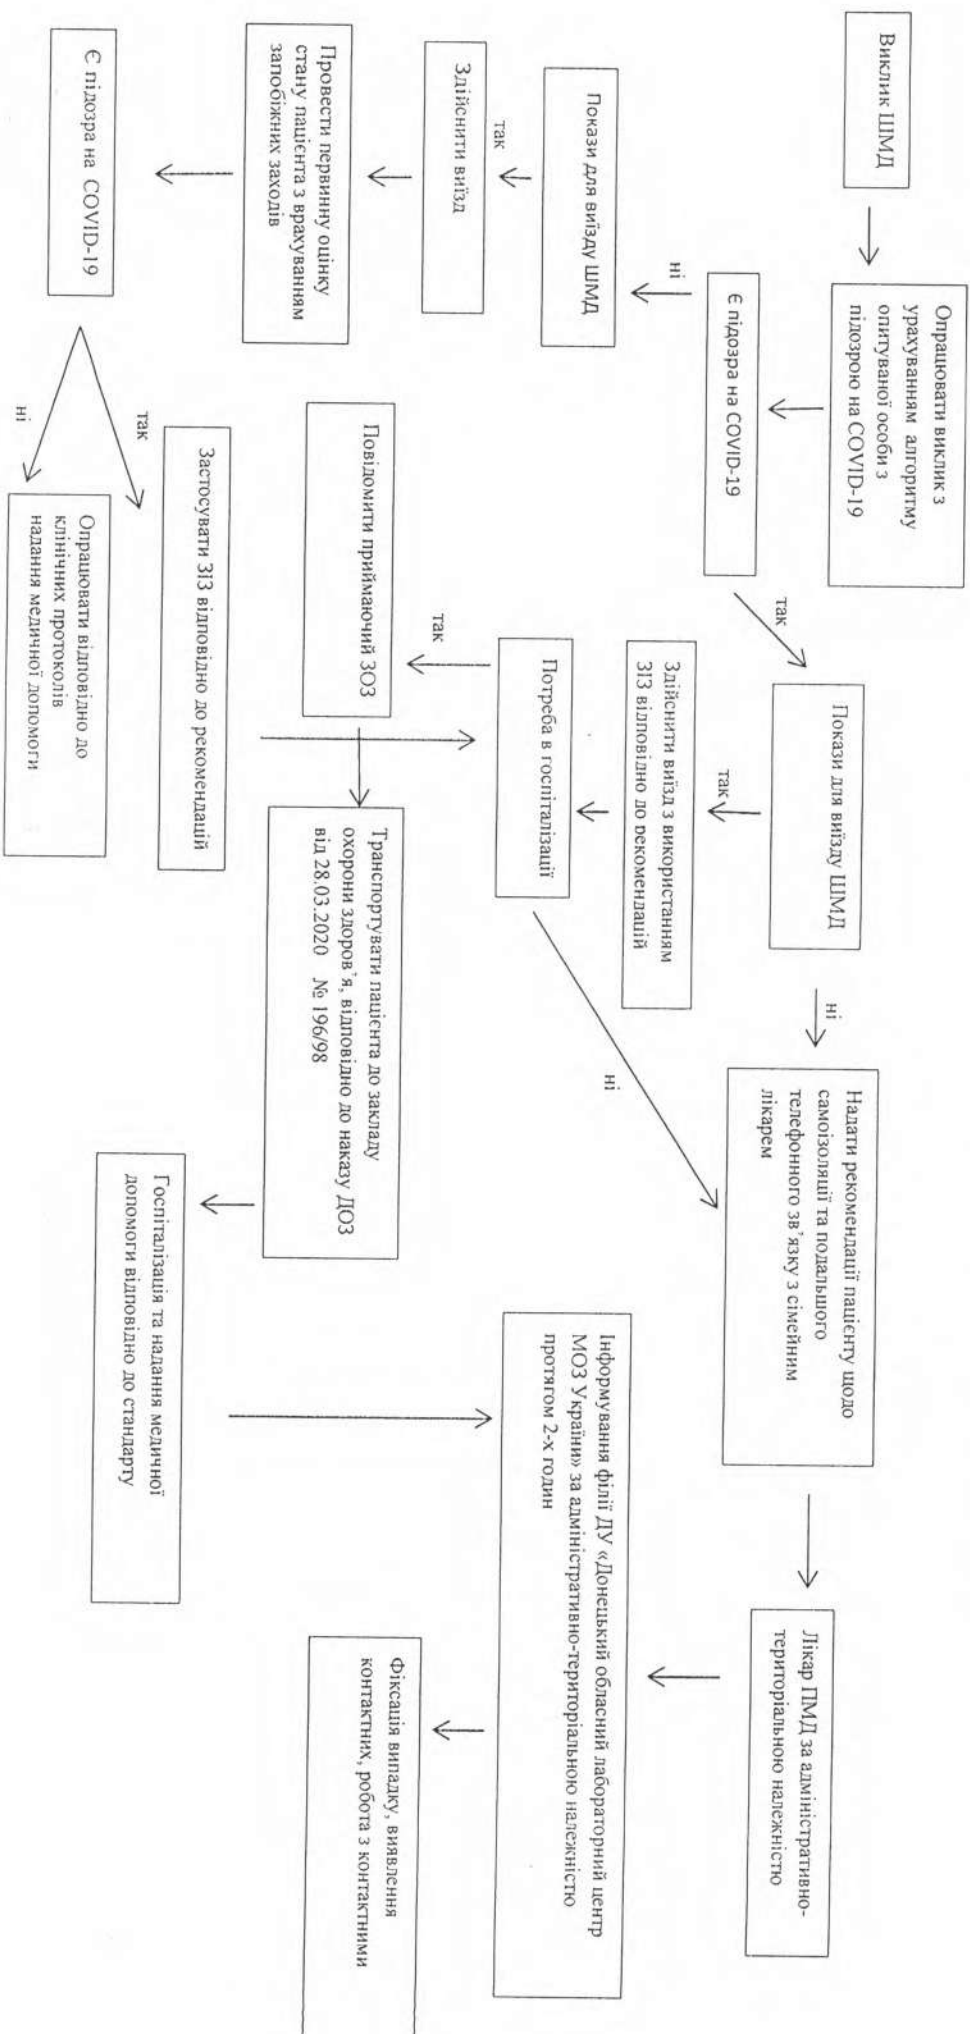 Виклик ШМД
Опрацювати виклик з
урахуванням алгоритму
опитуваної особи з
підозрою на COVID-19
Є підозра на COVID-19
так
Покази для виїзду ШМД
ні
Надати рекомендації пацієнту щодо
самоізоляції та подальшого
телефонного зв’язку з сімейним
лікарем
Лікар ПМД за адміністративно-
територіальною належністю
ні
Покази для виїзду ШМД
так
Здійснити виїзд
Провести первинну оцінку
стану пацієнта з врахуванням
запобіжних заходів
Є підозра на COVID-19
так
ні
так
Здійснити виїзд з використанням
ЗІЗ відповідно до рекомендацій
Потреба в госпіталізації
ні
так
Повідомити приймаючий ЗОЗ
Застосувати ЗІЗ відповідно до рекомендацій
Опрацювати відповідно до
клінічних протоколів
надання медичної допомоги
Транспортувати пацієнта до закладу
охорони здоров’я, відповідно до наказу ДОЗ
від 28.03.2020 № 196/98
Госпіталізація та надання медичної
допомоги відповідно до стандарту
Інформування філії ДУ «Донецький обласний лабораторний центр
МОЗ України» за адміністративно-територіальною належністю
протягом 2-х годин
Фіксація випадку, виявлення
контактних, робота з контактними